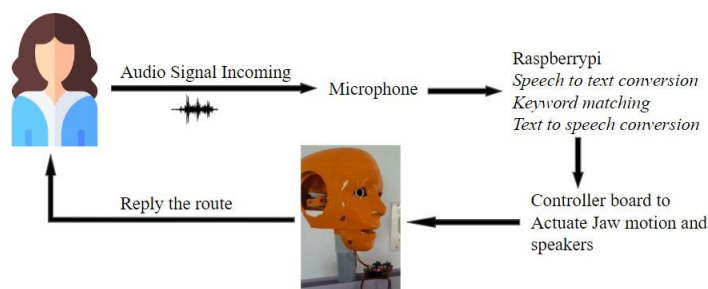 Audio Signal Incoming
Microphone
Raspberrypi
Speech to text conversion
Keyword matching
Text to speech conversion
Controller board to
Actuate Jaw motion and
speakers
Reply the route